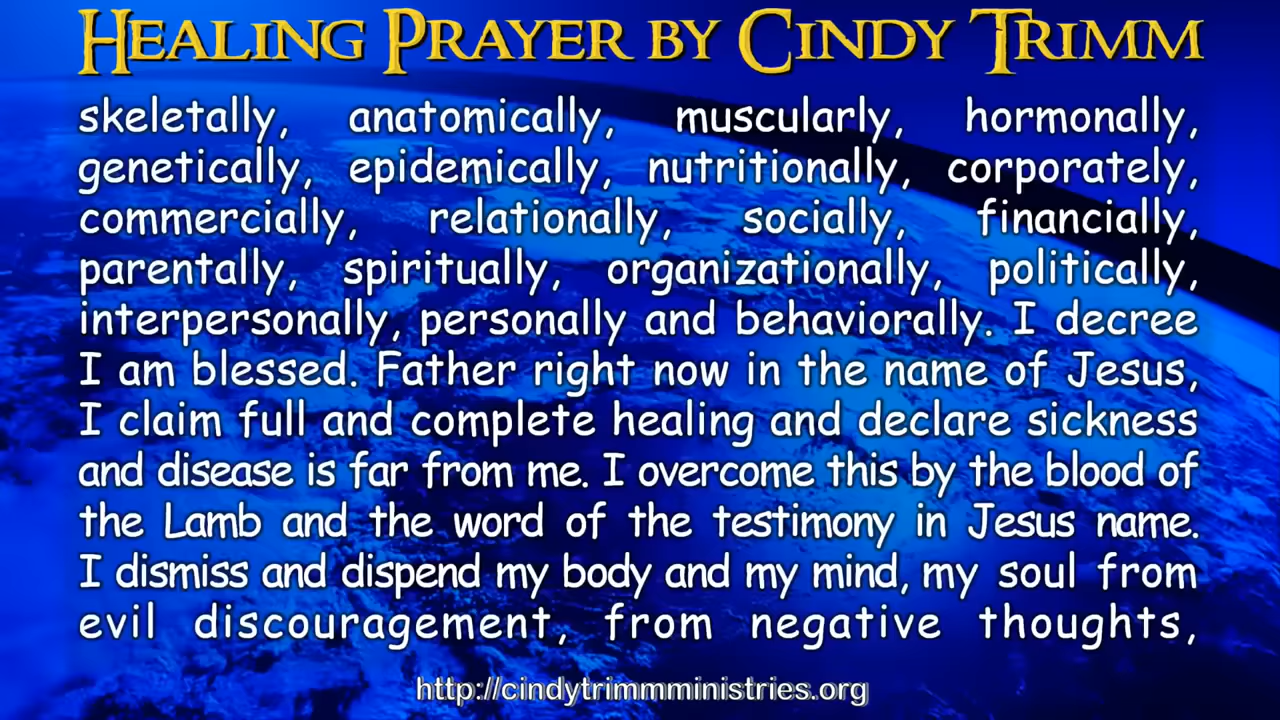 HEALING PRAYER BY CINDY TRIMM
skeletally, anatomically, muscularly, hormonally,
genetically, epidemically, nutritionally, corporately,
commercially, relationally, socially, financially,
parentally, spiritually, organizationally, politically,
interpersonally, personally and behaviorally. I decree
I am blessed. Father right now in the name of Jesus,
I claim full and complete healing and declare sickness
and disease is far from me. I overcome this by the blood of
the Lamb and the word of the testimony in Jesus name.
I dismiss and dispend my body and my mind, my soul from
evil discouragement, from negative thoughts,
http://cindytrimmministries.org